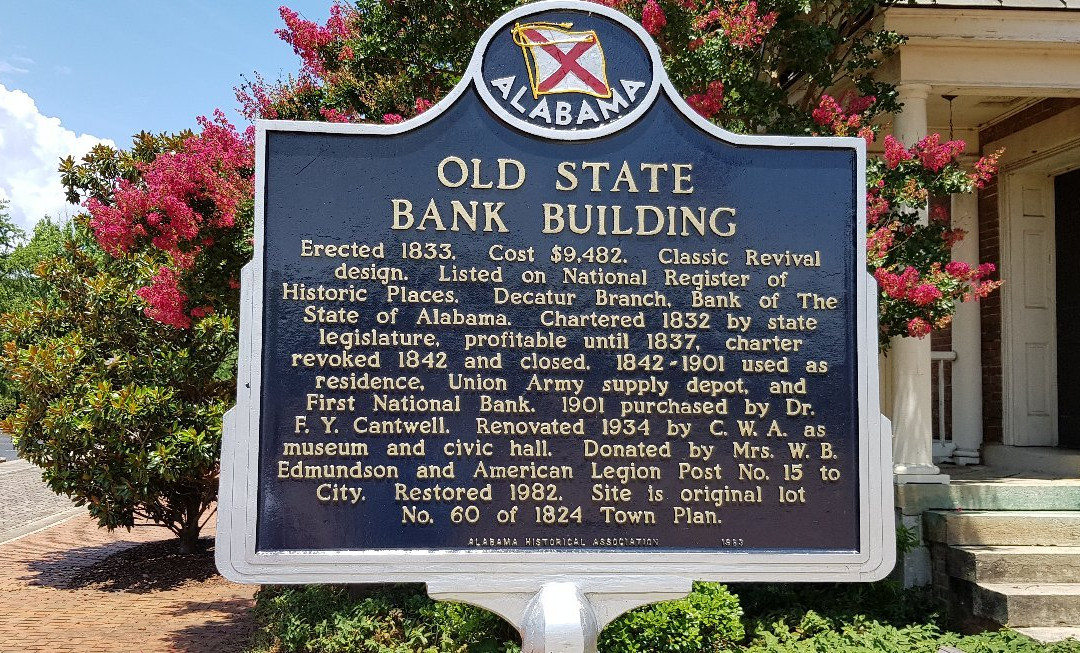 ALABAMA
OLD STATE
BANK BUILDING
Erected 1833. Cost $9,482. Classic Revival
design. Listed on National Register of
Historic Places. Decatur Branch, Bank of The
State of Alabama. Chartered 1832 by state
legislature, profitable until 1837, charter
revoked 1842 and closed. 1842-1901 used as
residence, Union Army supply depot, and
First National Bank. 1901 purchased by Dr.
F. Y. Cantwell. Renovated 1934 by C. W. A. as
museum and civic hall. Donated by Mrs. W. B.
Edmundson and American Legion Post No. 15 to
City. Restored 1982. Site is original lot
No. 60 of 1824 Town Plan.
ALABAMA HISTORICAL ASSOCIATION